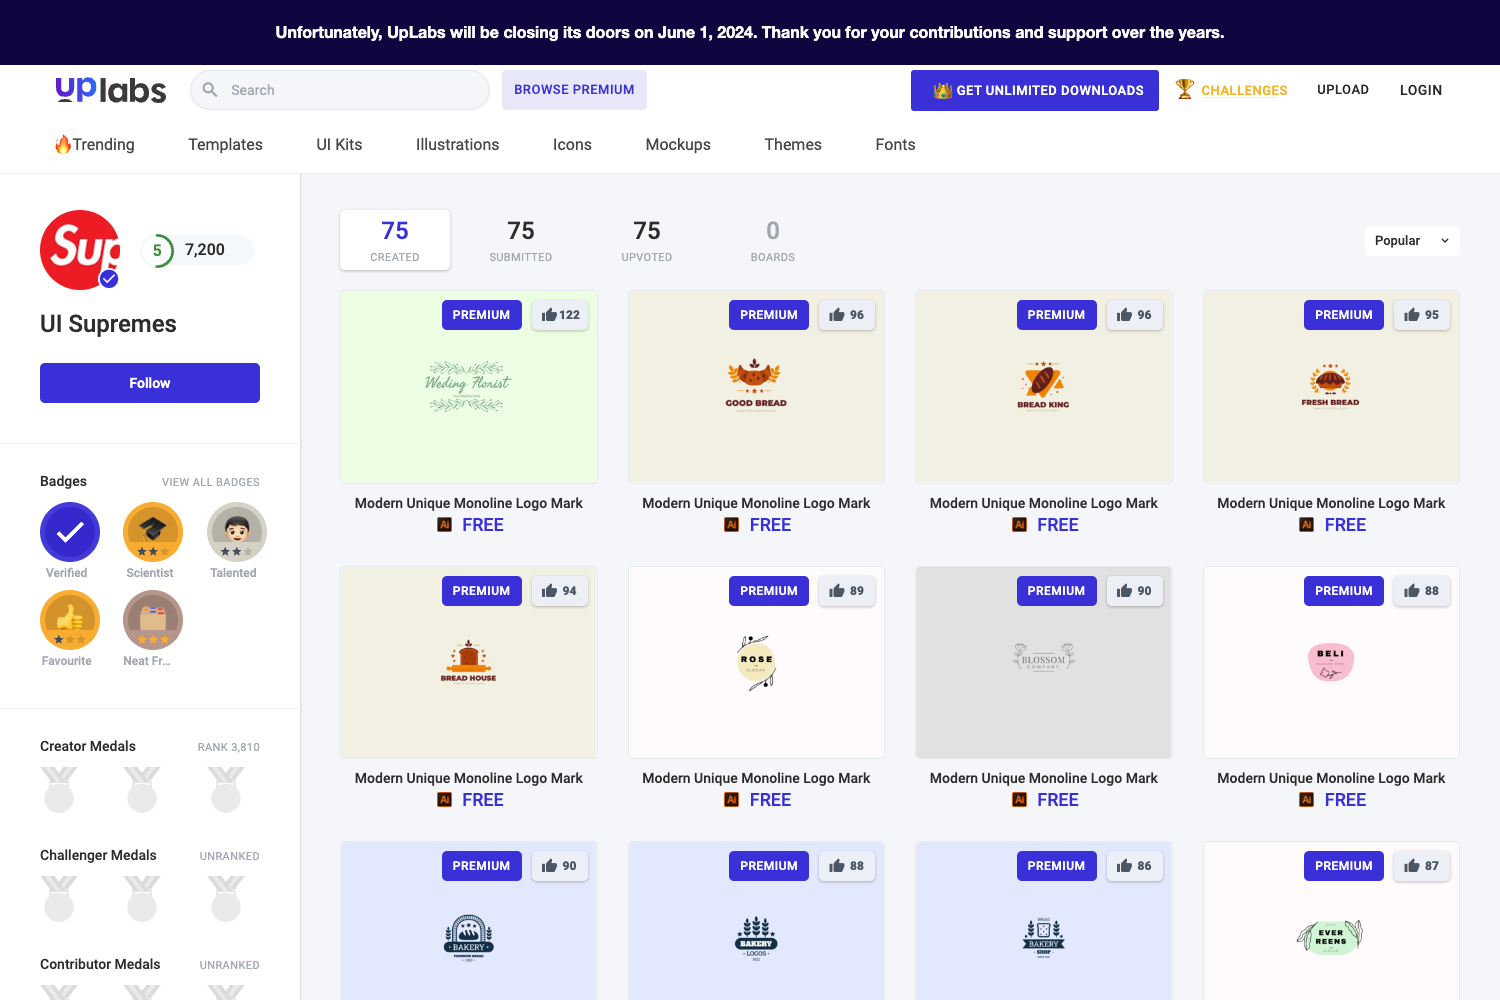 Unfortunately, UpLabs will be closing its doors on June 1, 2024. Thank you for your contributions and support over the years.
uplabs
Search
BROWSE PREMIUM
GET UNLIMITED DOWNLOADS
CHALLENGES
UPLOAD
LOGIN
Trending
Templates
UI Kits
Illustrations
Icons
Mockups
Themes
Fonts
Sup
5
7,200
UI Supremes
Follow
Badges
VIEW ALL BADGES
Verified
Scientist
Talented
Favourite
Neat Fr...
Creator Medals
RANK 3,810
Challenger Medals
UNRANKED
Contributor Medals
UNRANKED
75
CREATED
75
SUBMITTED
75
UPVOTED
0
BOARDS
Popular
PREMIUM
122
Weding Florist
Modern Unique Monoline Logo Mark
Ai FREE
PREMIUM
96
GOOD BREAD
Modern Unique Monoline Logo Mark
Ai FREE
PREMIUM
96
BREAD KING
Modern Unique Monoline Logo Mark
Ai FREE
PREMIUM
95
FRESH BREAD
Modern Unique Monoline Logo Mark
Ai FREE
PREMIUM
94
BREAD HOUSE
Modern Unique Monoline Logo Mark
Ai FREE
PREMIUM
89
ROSE
Modern Unique Monoline Logo Mark
Ai FREE
PREMIUM
90
BLOSSOM
COMPANY
Modern Unique Monoline Logo Mark
Ai FREE
PREMIUM
88
BELI
Modern Unique Monoline Logo Mark
Ai FREE
PREMIUM
90
BAKERY
PREMIUM BREAD
PREMIUM
88
BAKERY
LOGOS
PREMIUM
86
BREAD
BAKERY
SHOP
PREMIUM
87
EVER
REENS